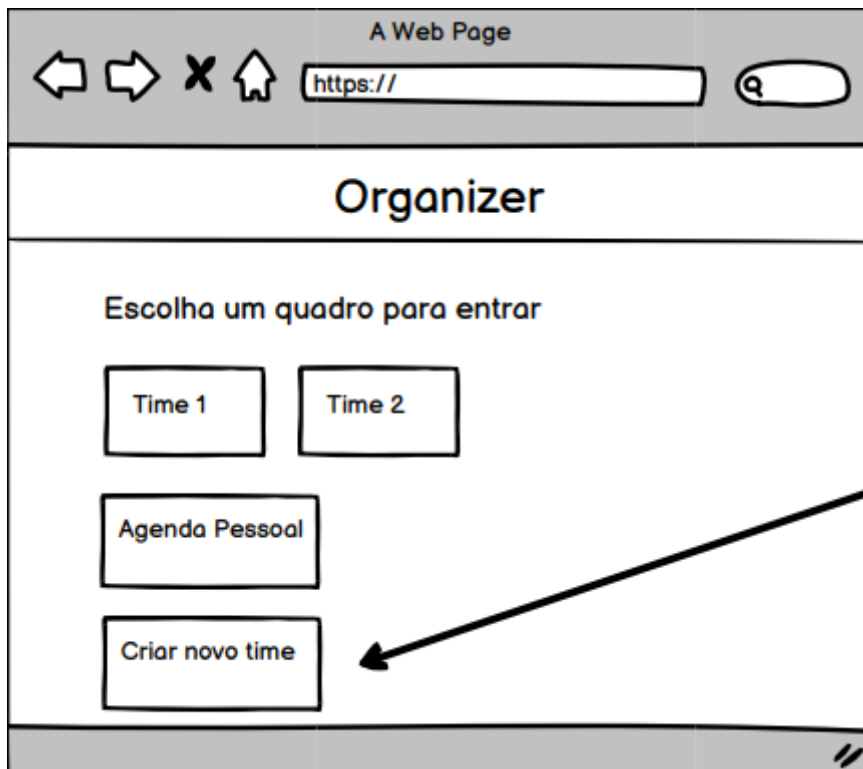 A Web Page
https://
Organizer
Escolha um quadro para entrar
Time 1
Time 2
Agenda Pessoal
Criar novo time